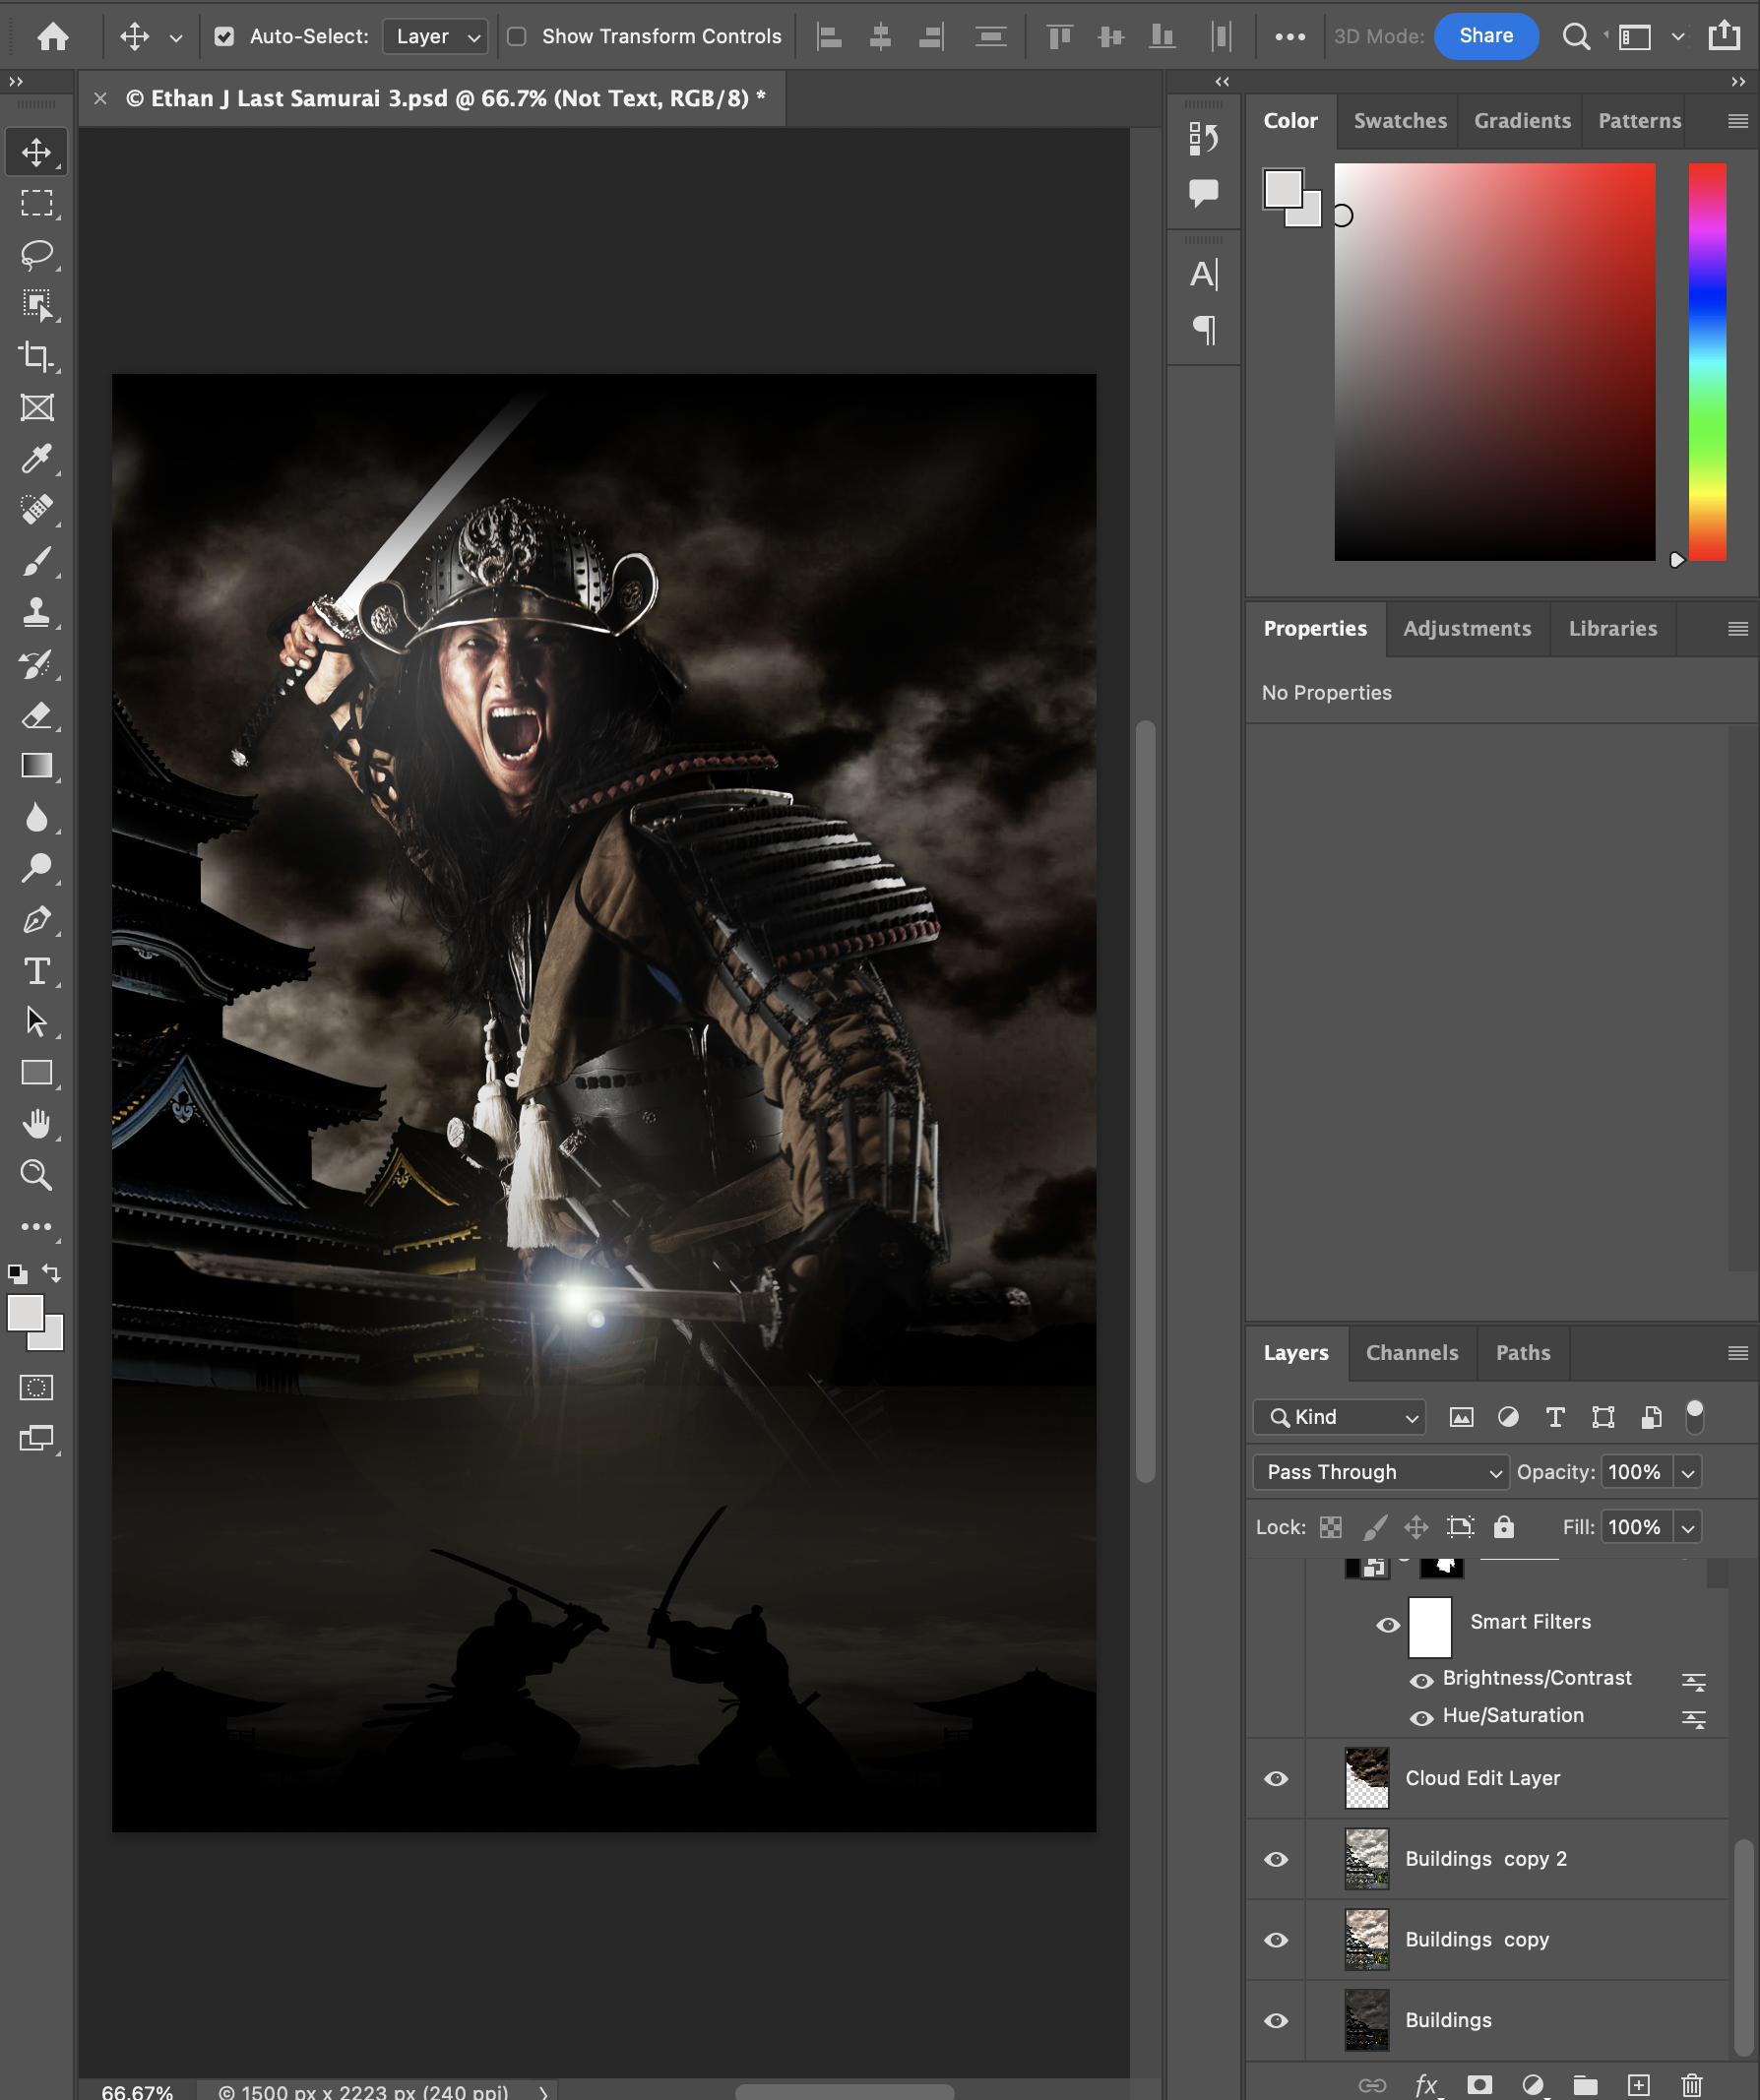 Auto-Select:
Layer
Show Transform Controls
3D Mode:
Share
© Ethan J Last Samurai 3.psd @ 66.7% (Not Text, RGB/8) *
Color
Swatches
Gradients
Patterns
Properties
Adjustments
Libraries
No Properties
Layers
Channels
Paths
Kind
Pass Through
Opacity:
100%
Lock:
Fill:
100%
Smart Filters
Brightness/Contrast
Hue/Saturation
Cloud Edit Layer
Buildings copy 2
Buildings copy
Buildings
fx
66.67%
© 1500 px x 2223 px (240 ppi)